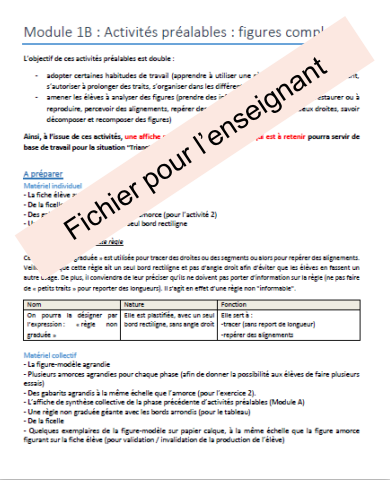 Module 1B : Activités préalables : figures compl
L'objectif de ces activités préalables est double :
- adopter certaines habitudes de travail (apprendre à utiliser une
s'autoriser à prolonger des traits, s'organiser dans les différen
- amener les élèves à analyser des figures (prendre des in restaurer ou à
reproduire, percevoir des alignements, repérer des deux droites, savoir
décomposer et recomposer des figures)
Ainsi, à l'issue de ces activités, une affiche qui est à retenir pourra servir de
base de travail pour la situation "Trian
A préparer
Matériel individuel
- La fiche élève
- De la ficelle
- Des amorce (pour l'activité 2)
- U seul bord rectiligne
règle
graduée » est utilisée pour tracer des droites ou des segments ou alors pour repérer des alignements.
Veill que cette règle ait un seul bord rectiligne et pas d'angle droit afin d'éviter que les élèves en fassent un
autre usage. De plus, il conviendra de leur préciser qu'ils ne doivent pas porter d'information sur la règle (ne pas faire
de « petits traits » pour reporter des longueurs). Il s'agit en effet d'une règle non "informable".
Nom Nature Fonction
On pourra la désigner par Elle est plastifiée, avec un seul Elle sert à :
l'expression : « règle non bord rectiligne, sans angle droit -tracer (sans report de longueur)
graduée » -repérer des alignements
Matériel collectif
- La figure-modèle agrandie
- Plusieurs amorces agrandies pour chaque phase (afin de donner la possibilité aux élèves de faire plusieurs
essais)
- Des gabarits agrandis à la même échelle que l'amorce (pour l'exercice 2).
- L'affiche de synthèse collective de la phase précédente d'activités préalables (Module A)
- Une règle non graduée géante avec les bords arrondis (pour le tableau)
- De la ficelle
- Quelques exemplaires de la figure-modèle sur papier calque, à la même échelle que la figure amorce
figurant sur la fiche élève (pour validation / invalidation de la production de l'élève)
Fichier pour l'enseignant